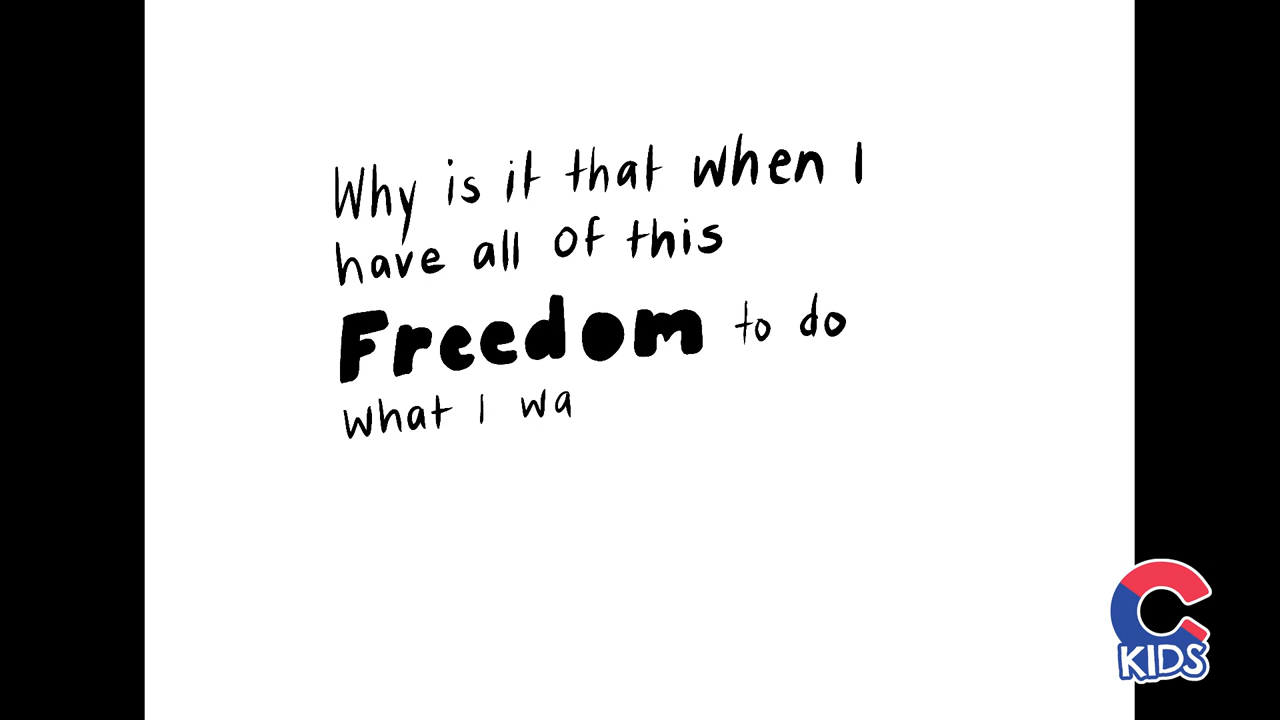 Why is it that when I
have all of this
Freedom to do
what I wa
C
KIDS